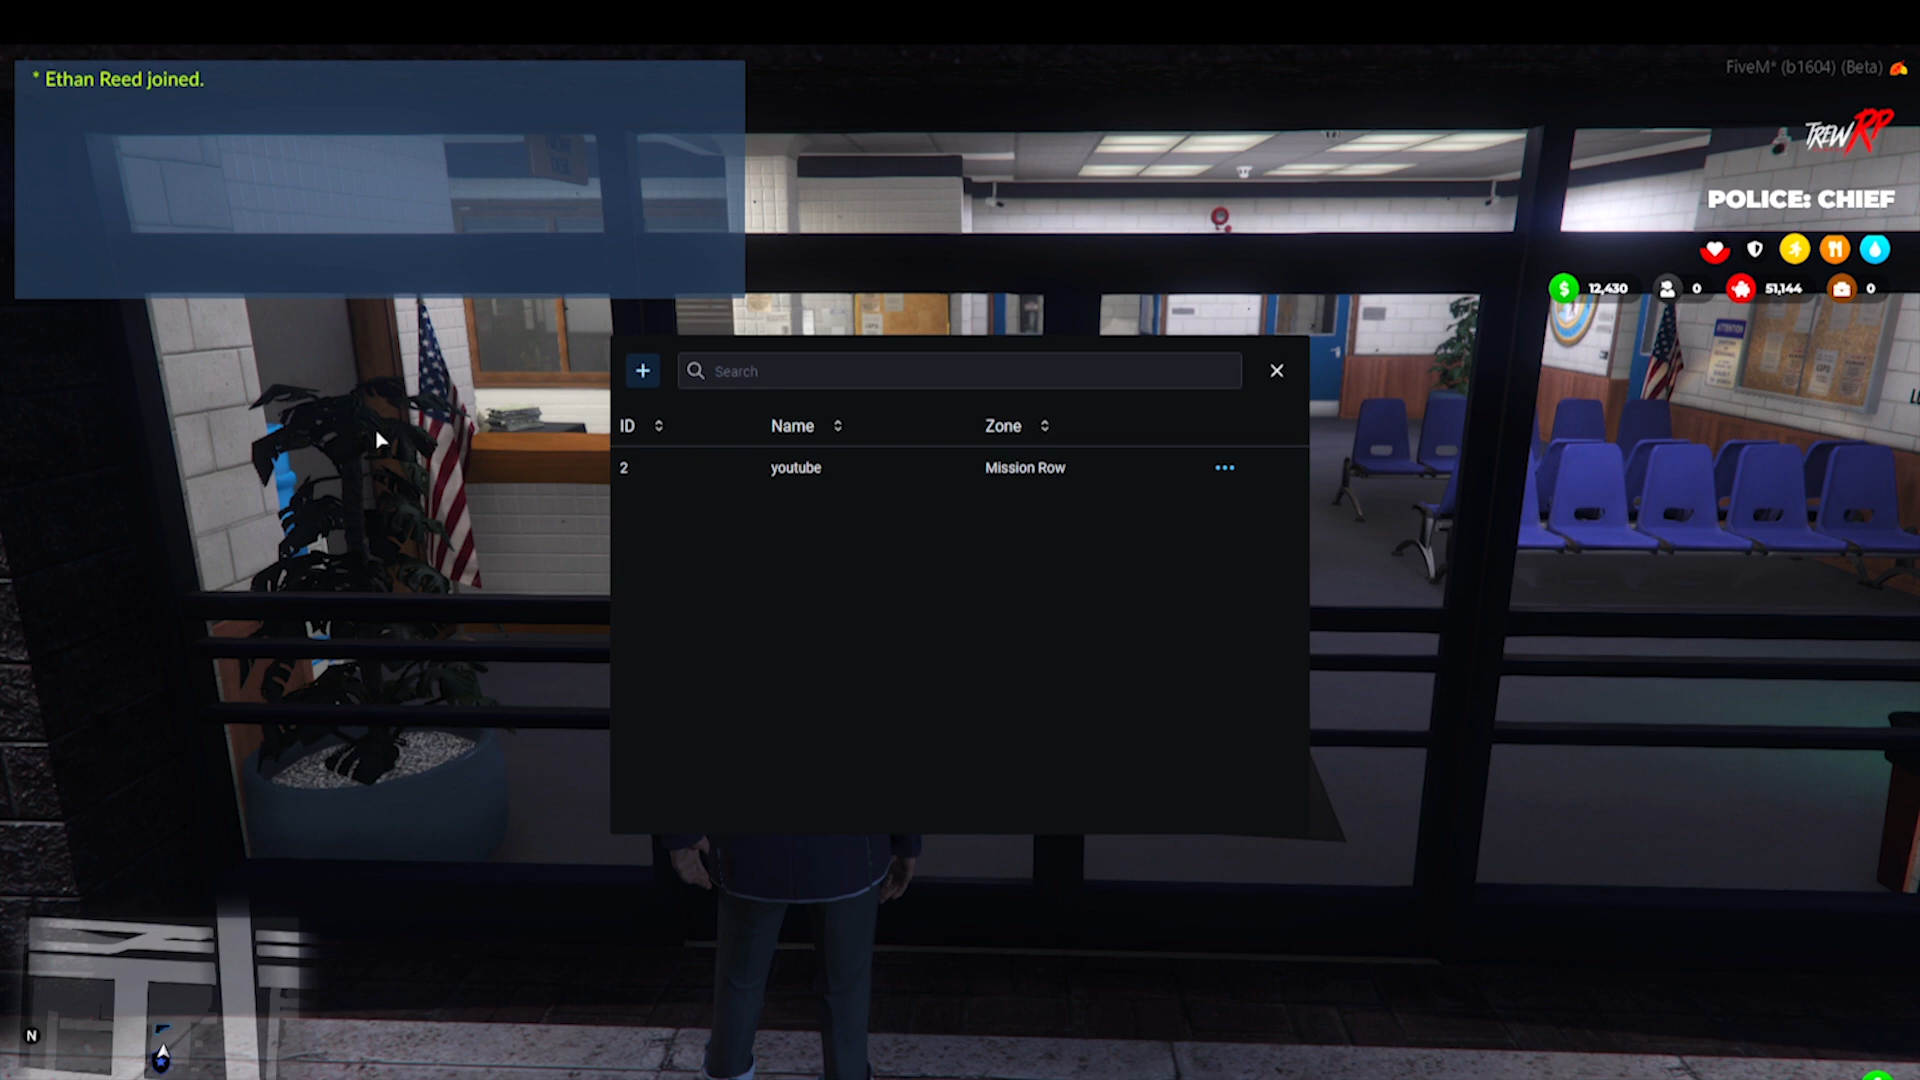 * Ethan Reed joined.
FiveM* (b1604) (Beta)
TREWRP
POLICE: CHIEF
12,430 0 51,144 0
Search
ID Name Zone
2 youtube Mission Row
ATTENTION
N